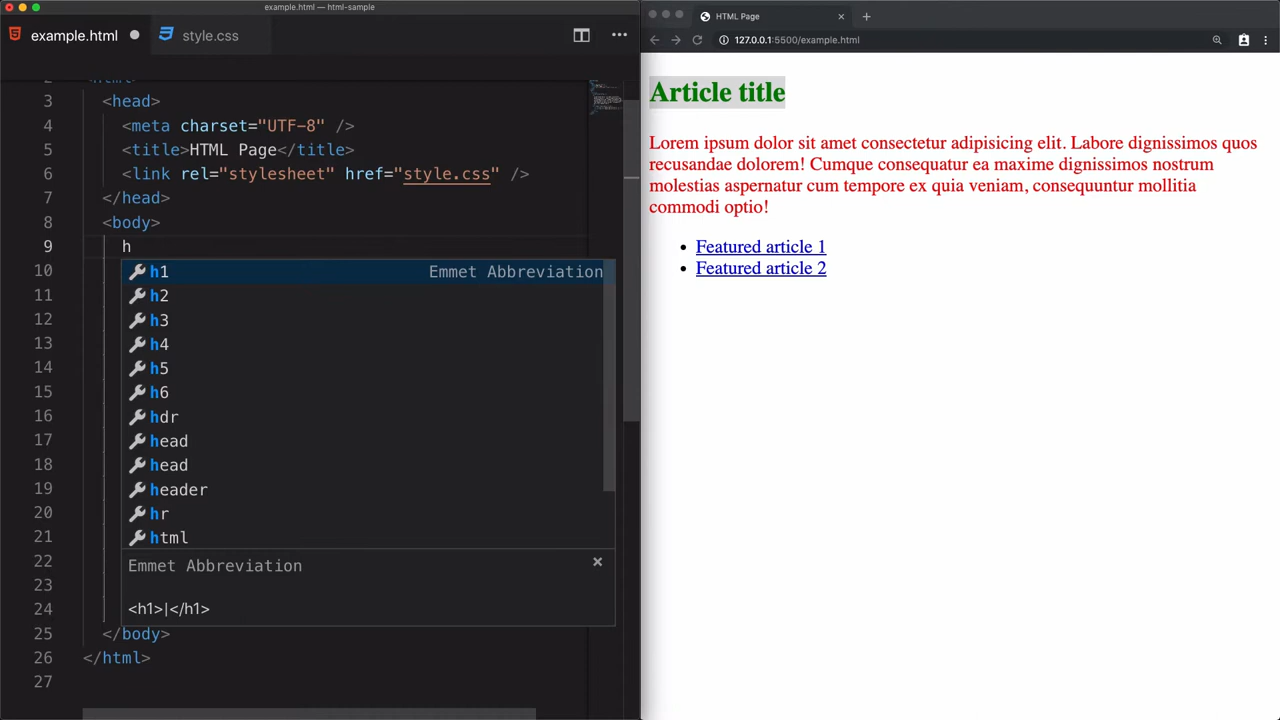 example.html — html-sample
example.html
style.css
HTML Page
127.0.0.1:5500/example.html
2 <html>
3 <head>
4 <meta charset="UTF-8" />
5 <title>HTML Page</title>
6 <link rel="stylesheet" href="style.css" />
7 </head>
8 <body>
9 h
10
11
12
13
14
15
16
17
18
19
20
21
22
23
24
h1 Emmet Abbreviation
h2
h3
h4
h5
h6
hdr
head
head
header
hr
html
Emmet Abbreviation
<h1>|</h1>
25 </body>
26 </html>
27
Article title
Lorem ipsum dolor sit amet consectetur adipisicing elit. Labore dignissimos quos
recusandae dolorem! Cumque consequatur ea maxime dignissimos nostrum
molestias aspernatur cum tempore ex quia veniam, consequuntur mollitia
commodi optio!
• Featured article 1
• Featured article 2